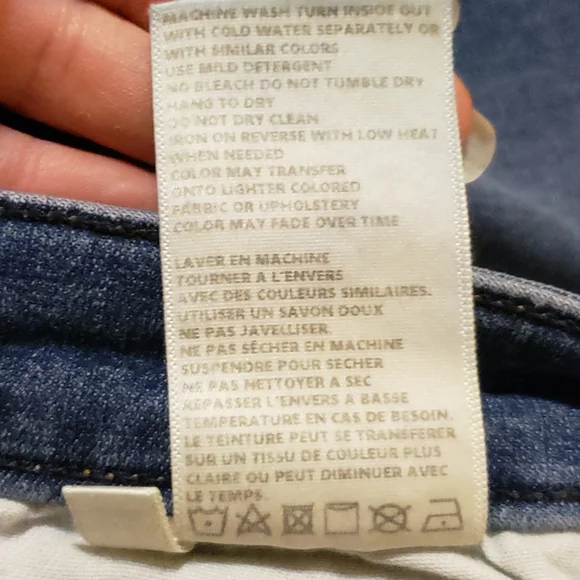 MACHINE WASH TURN INSIDE OUT
WITH COLD WATER SEPARATELY OR
WITH SIMILAR COLORS
USE MILD DETERGENT
NO BLEACH DO NOT TUMBLE DRY
HANG TO DRY
DO NOT DRY CLEAN
IRON ON REVERSE WITH LOW HEAT
WHEN NEEDED
COLOR MAY TRANSFER
ONTO LIGHTER COLORED
FABRIC OR UPHOLSTERY
COLOR MAY FADE OVER TIME
LAVER EN MACHINE
TOURNER A L'ENVERS
AVEC DES COULEURS SIMILAIRES.
UTILISER UN SAVON DOUX
NE PAS JAVELLISER.
NE PAS SÉCHER EN MACHINE
SUSPENDRE POUR SECHER
NE PAS NETTOYER A SEC
REPASSER L'ENVERS A BASSE
TEMPERATURE EN CAS DE BESOIN.
LE TEINTURE PEUT SE TRANSFERER
SUR UN TISSU DE COULEUR PLUS
CLAIRE OU PEUT DIMINUER AVEC
LE TEMPS.